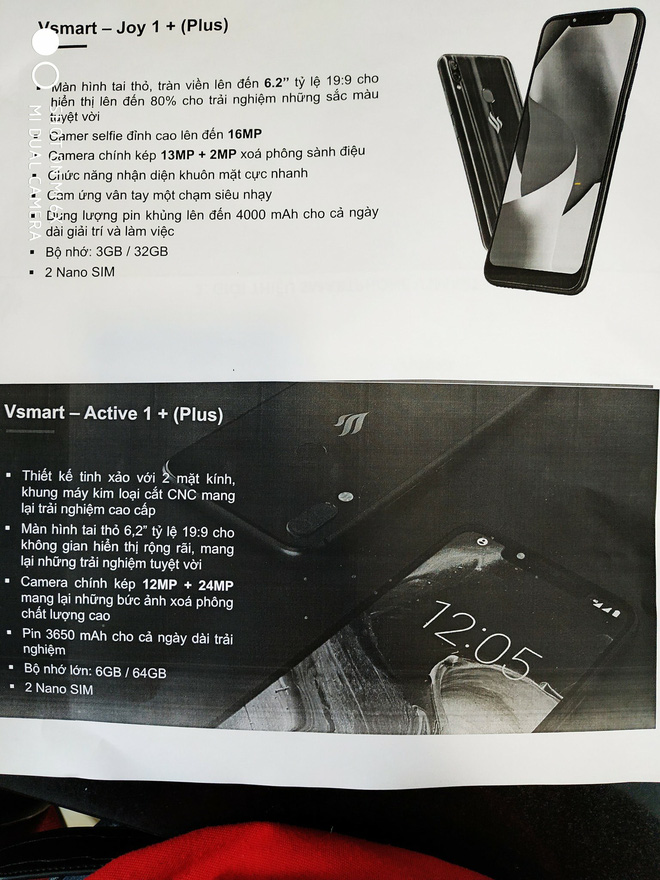 Vsmart – Joy 1 + (Plus)
Màn hình tai thỏ, tràn viền lên đến 6.2” tỷ lệ 19:9 cho
hiển thị lên đến 80% cho trải nghiệm những sắc màu
tuyệt vời
Camer selfie đỉnh cao lên đến 16MP
Camera chính kép 13MP + 2MP xoá phông sành điệu
Chức năng nhận diện khuôn mặt cực nhanh
Cảm ứng vân tay một chạm siêu nhạy
Dung lượng pin khủng lên đến 4000 mAh cho cả ngày
dài giải trí và làm việc
Bộ nhớ: 3GB / 32GB
2 Nano SIM
MI DUAL CAMERA
Vsmart – Active 1 + (Plus)
Thiết kế tinh xảo với 2 mặt kính,
khung máy kim loại cắt CNC mang
lại trải nghiệm cao cấp
Màn hình tai thỏ 6,2” tỷ lệ 19:9 cho
không gian hiển thị rộng rãi, mang
lại những trải nghiệm tuyệt vời
Camera chính kép 12MP + 24MP
mang lại những bức ảnh xoá phông
chất lượng cao
Pin 3650 mAh cho cả ngày dài trải
nghiệm
Bộ nhớ lớn: 6GB / 64GB
2 Nano SIM
12:05